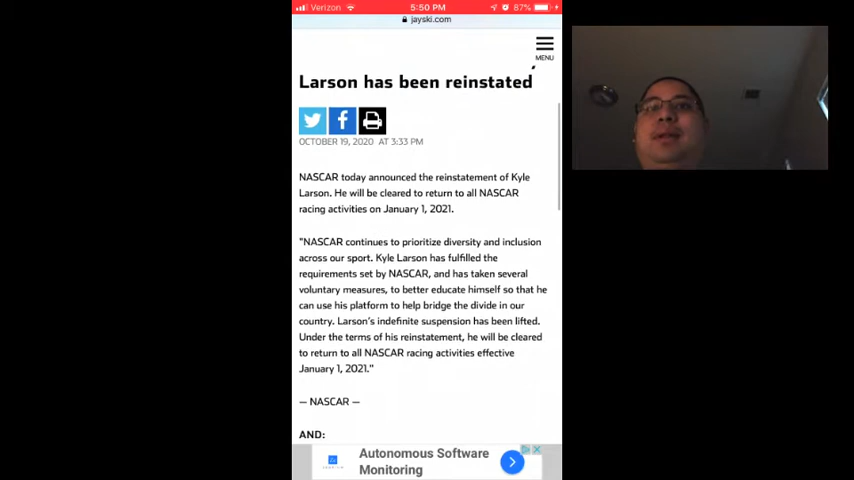 Verizon
5:50 PM
87%
jayski.com
MENU
Larson has been reinstated
OCTOBER 19, 2020 AT 3:33 PM
NASCAR today announced the reinstatement of Kyle
Larson. He will be cleared to return to all NASCAR
racing activities on January 1, 2021.
"NASCAR continues to prioritize diversity and inclusion
across our sport. Kyle Larson has fulfilled the
requirements set by NASCAR, and has taken several
voluntary measures, to better educate himself so that he
can use his platform to help bridge the divide in our
country. Larson's indefinite suspension has been lifted.
Under the terms of his reinstatement, he will be cleared
to return to all NASCAR racing activities effective
January 1, 2021."
— NASCAR —
AND:
Autonomous Software
Monitoring